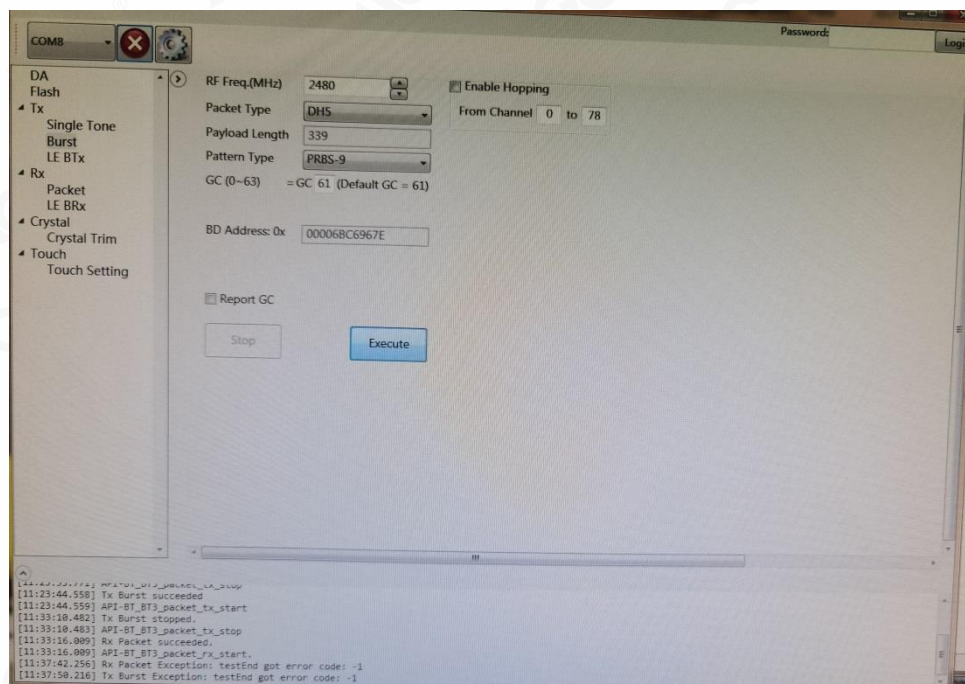 COM8
Password:
Logi
DA
Flash
Tx
Single Tone
Burst
LE BTx
Rx
Packet
LE BRx
Crystal
Crystal Trim
Touch
Touch Setting
RF Freq.(MHz) 2480
Packet Type DH5
Payload Length 339
Pattern Type PRBS-9
GC (0~63) = GC 61 (Default GC = 61)
BD Address: 0x 00006BC6967E
Enable Hopping
From Channel 0 to 78
Report GC
Stop Execute
API-BT_BT3_packet_tx_stop
[11:23:44.558] Tx Burst succeeded
[11:23:44.559] API-BT_BT3_packet_tx_start
[11:33:10.482] Tx Burst stopped.
[11:33:10.483] API-BT_BT3_packet_tx_stop
[11:33:16.009] Rx Packet succeeded.
[11:33:16.009] API-BT_BT3_packet_rx_start.
[11:37:42.256] Rx Packet Exception: testEnd got error code: -1
[11:37:50.216] Tx Burst Exception: testEnd got error code: -1